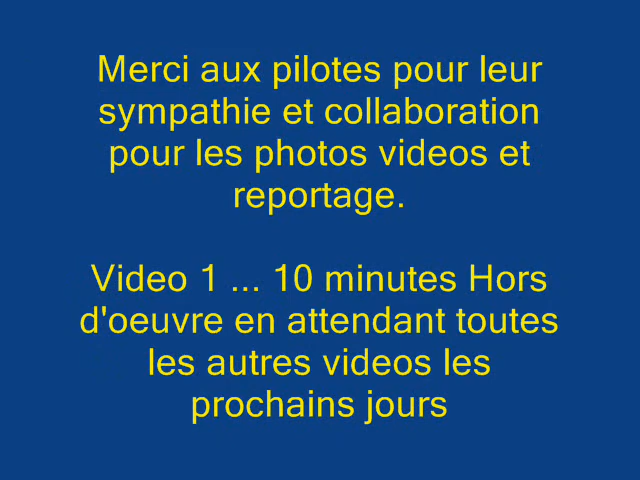 Merci aux pilotes pour leur
sympathie et collaboration
pour les photos videos et
reportage.
Video 1 ... 10 minutes Hors
d'oeuvre en attendant toutes
les autres videos les
prochains jours